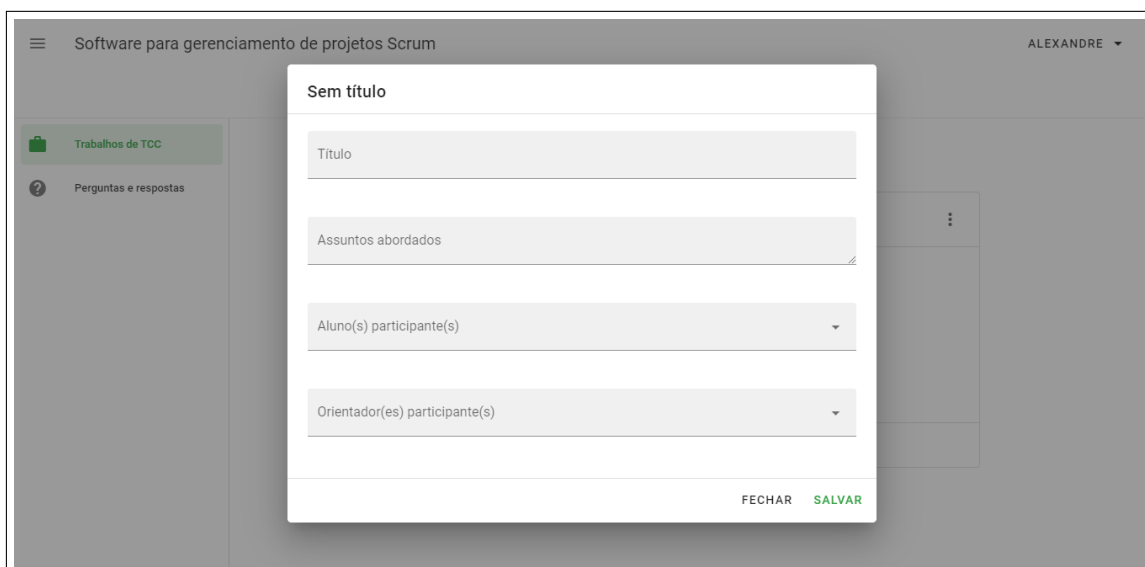 Software para gerenciamento de projetos Scrum
ALEXANDRE
Trabalhos de TCC
Perguntas e respostas
Sem título
Título
Assuntos abordados
Aluno(s) participante(s)
Orientador(es) participante(s)
FECHAR SALVAR